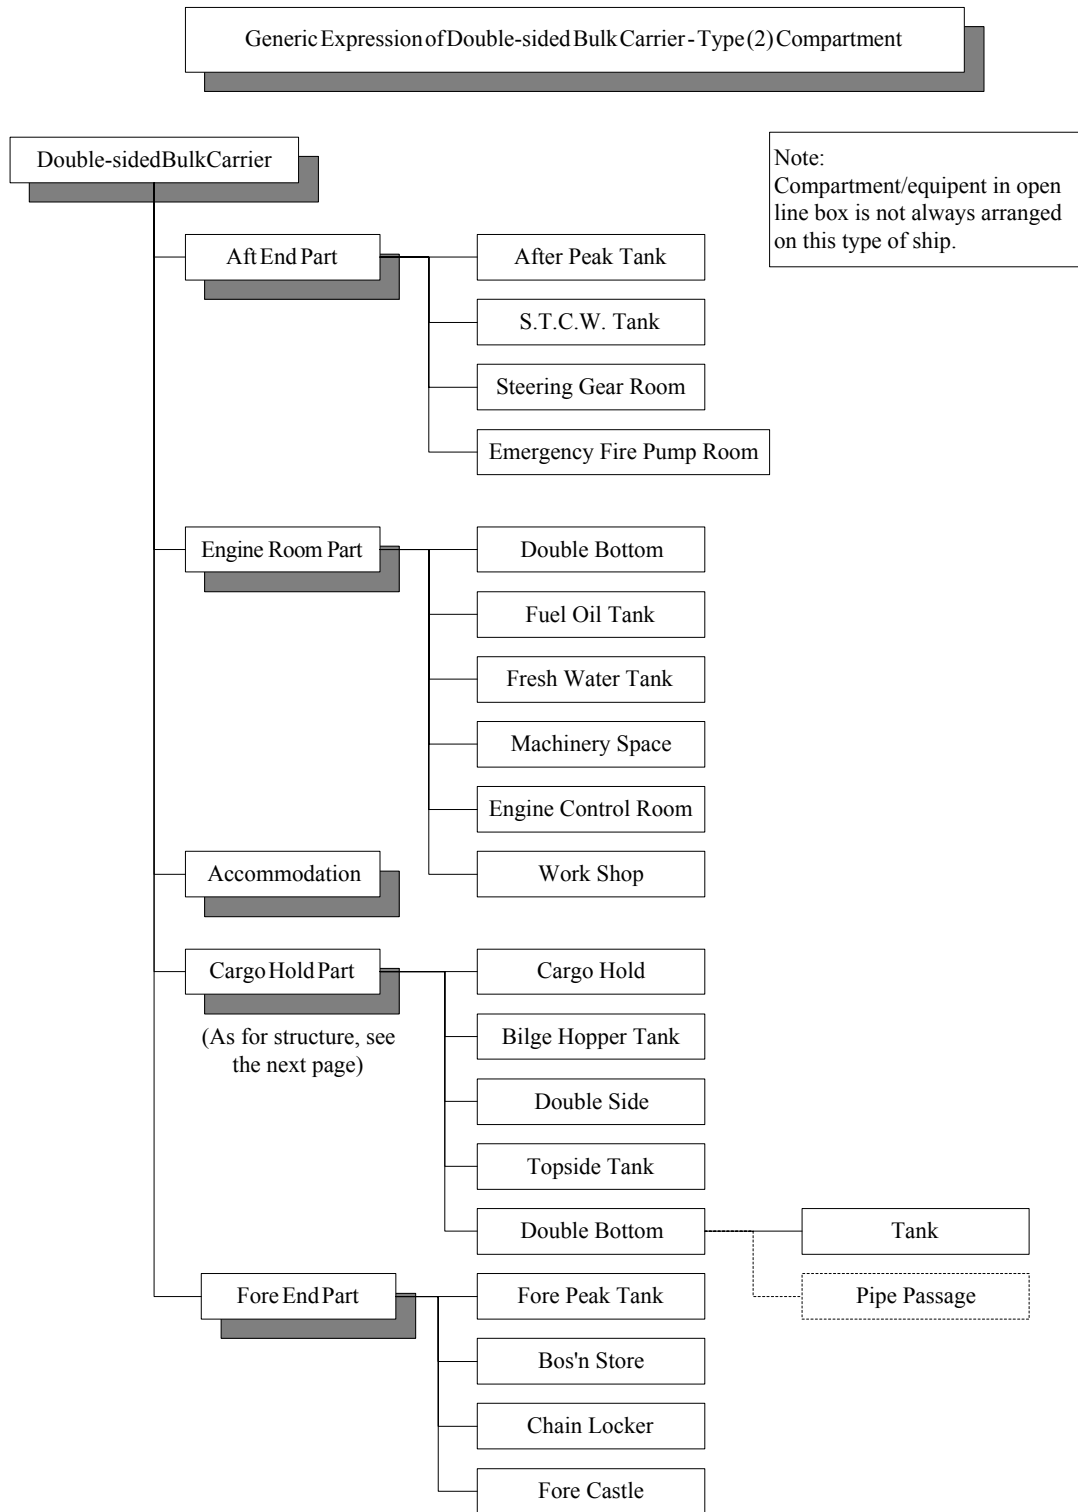 Generic Expression of Double-sided Bulk Carrier - Type (2) Compartment
Double-sided Bulk Carrier
Note:
Compartment/equipent in open
line box is not always arranged
on this type of ship.
Aft End Part
After Peak Tank
S.T.C.W. Tank
Steering Gear Room
Emergency Fire Pump Room
Engine Room Part
Double Bottom
Fuel Oil Tank
Fresh Water Tank
Machinery Space
Engine Control Room
Work Shop
Accommodation
Cargo Hold Part
(As for structure, see
the next page)
Cargo Hold
Bilge Hopper Tank
Double Side
Topside Tank
Double Bottom
Tank
Pipe Passage
Fore End Part
Fore Peak Tank
Bos'n Store
Chain Locker
Fore Castle